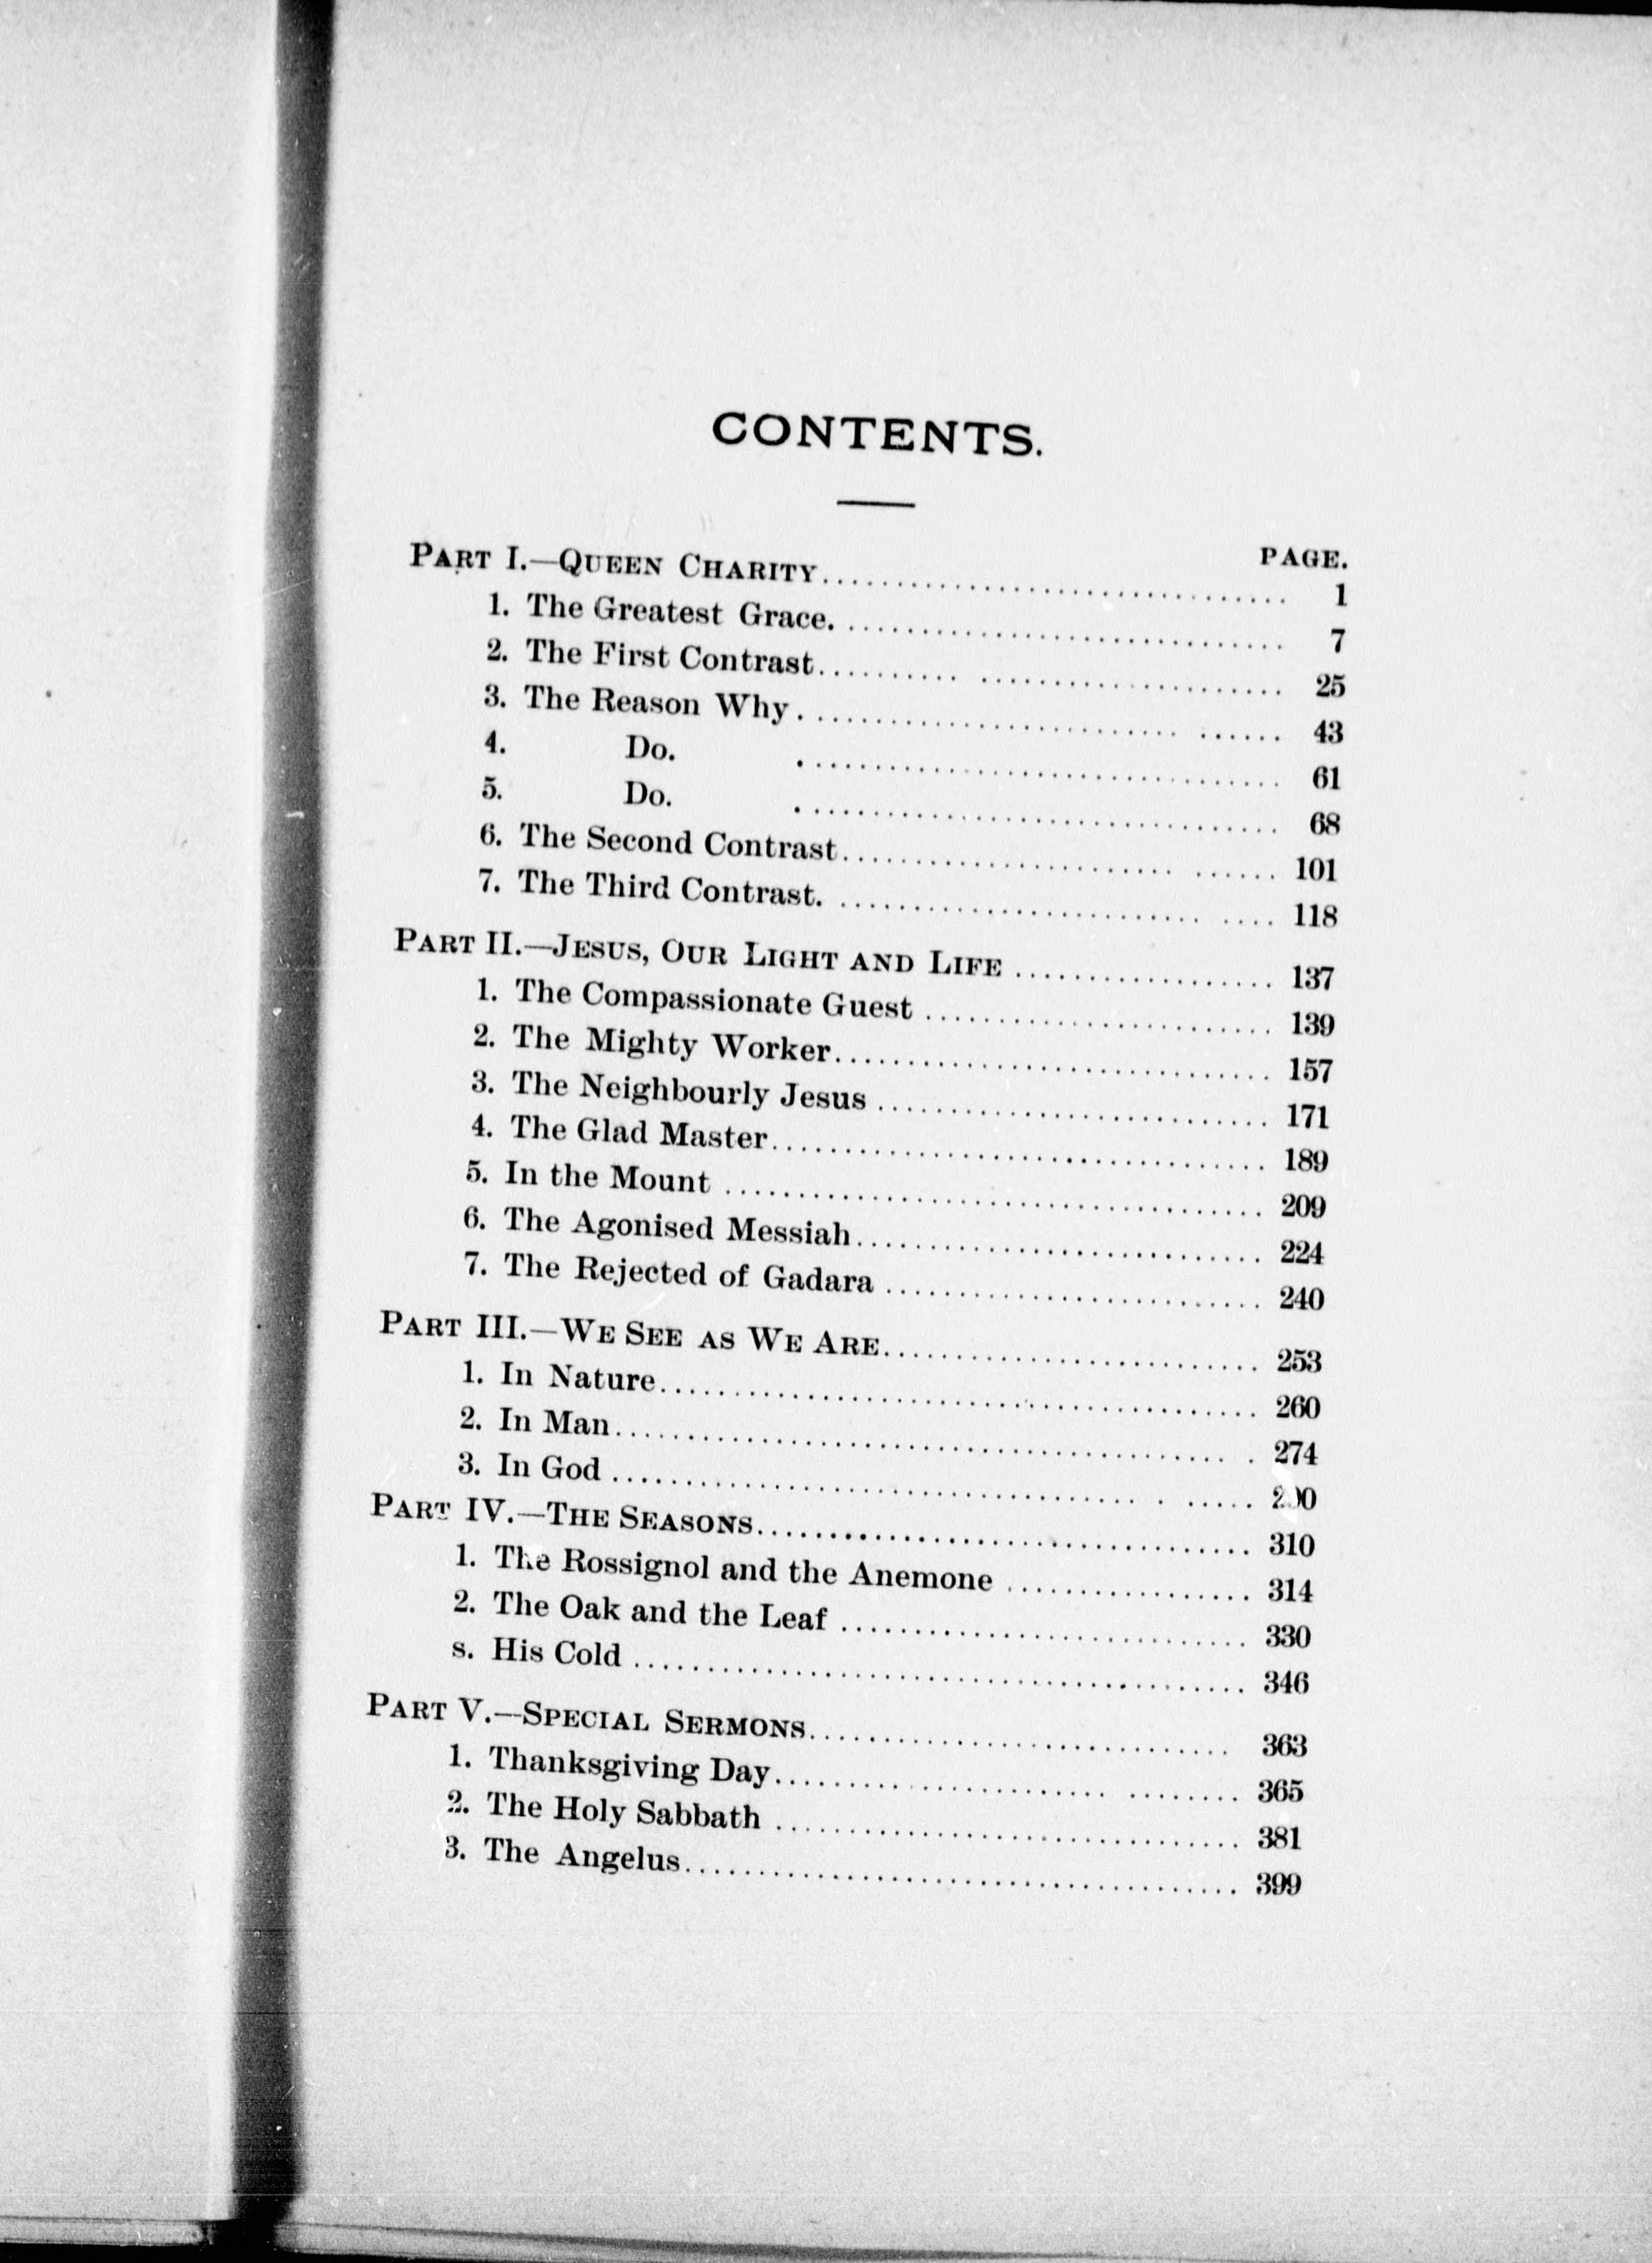 CONTENTS.
PAGE.
PART I.—QUEEN CHARITY 1
1. The Greatest Grace. 7
2. The First Contrast 25
3. The Reason Why 43
4. Do. 61
5. Do. 68
6. The Second Contrast 101
7. The Third Contrast. 118
PART II.—JESUS, OUR LIGHT AND LIFE 137
1. The Compassionate Guest 139
2. The Mighty Worker 157
3. The Neighbourly Jesus 171
4. The Glad Master 189
5. In the Mount 209
6. The Agonised Messiah 224
7. The Rejected of Gadara 240
PART III.—WE SEE AS WE ARE 253
1. In Nature 260
2. In Man 274
3. In God
PART IV.—THE SEASONS 310
1. The Rossignol and the Anemone 314
2. The Oak and the Leaf 330
s. His Cold 346
PART V.—SPECIAL SERMONS 363
1. Thanksgiving Day 365
2. The Holy Sabbath 381
3. The Angelus 399